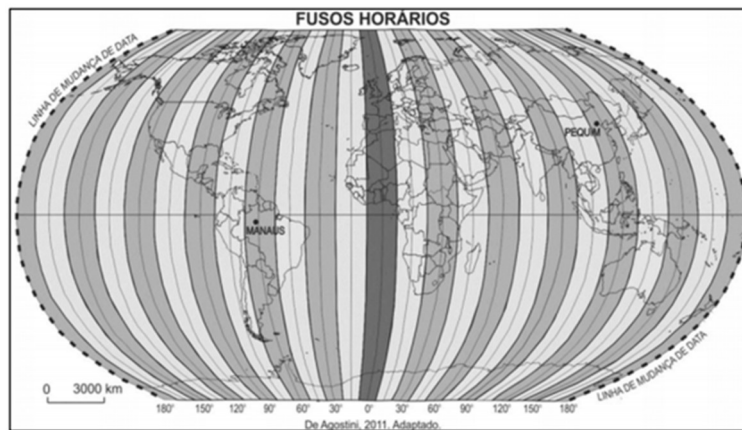 FUSOS HORÁRIOS
LINHA DE MUDANÇA DE DATA
PEQUIM
MANAUS
LINHA DE MUDANÇA DE DATA
0 3000 km
180° 150° 120° 90° 60° 30° 0° 30° 60° 90° 120° 150° 180°
De Agostini, 2011. Adaptado.